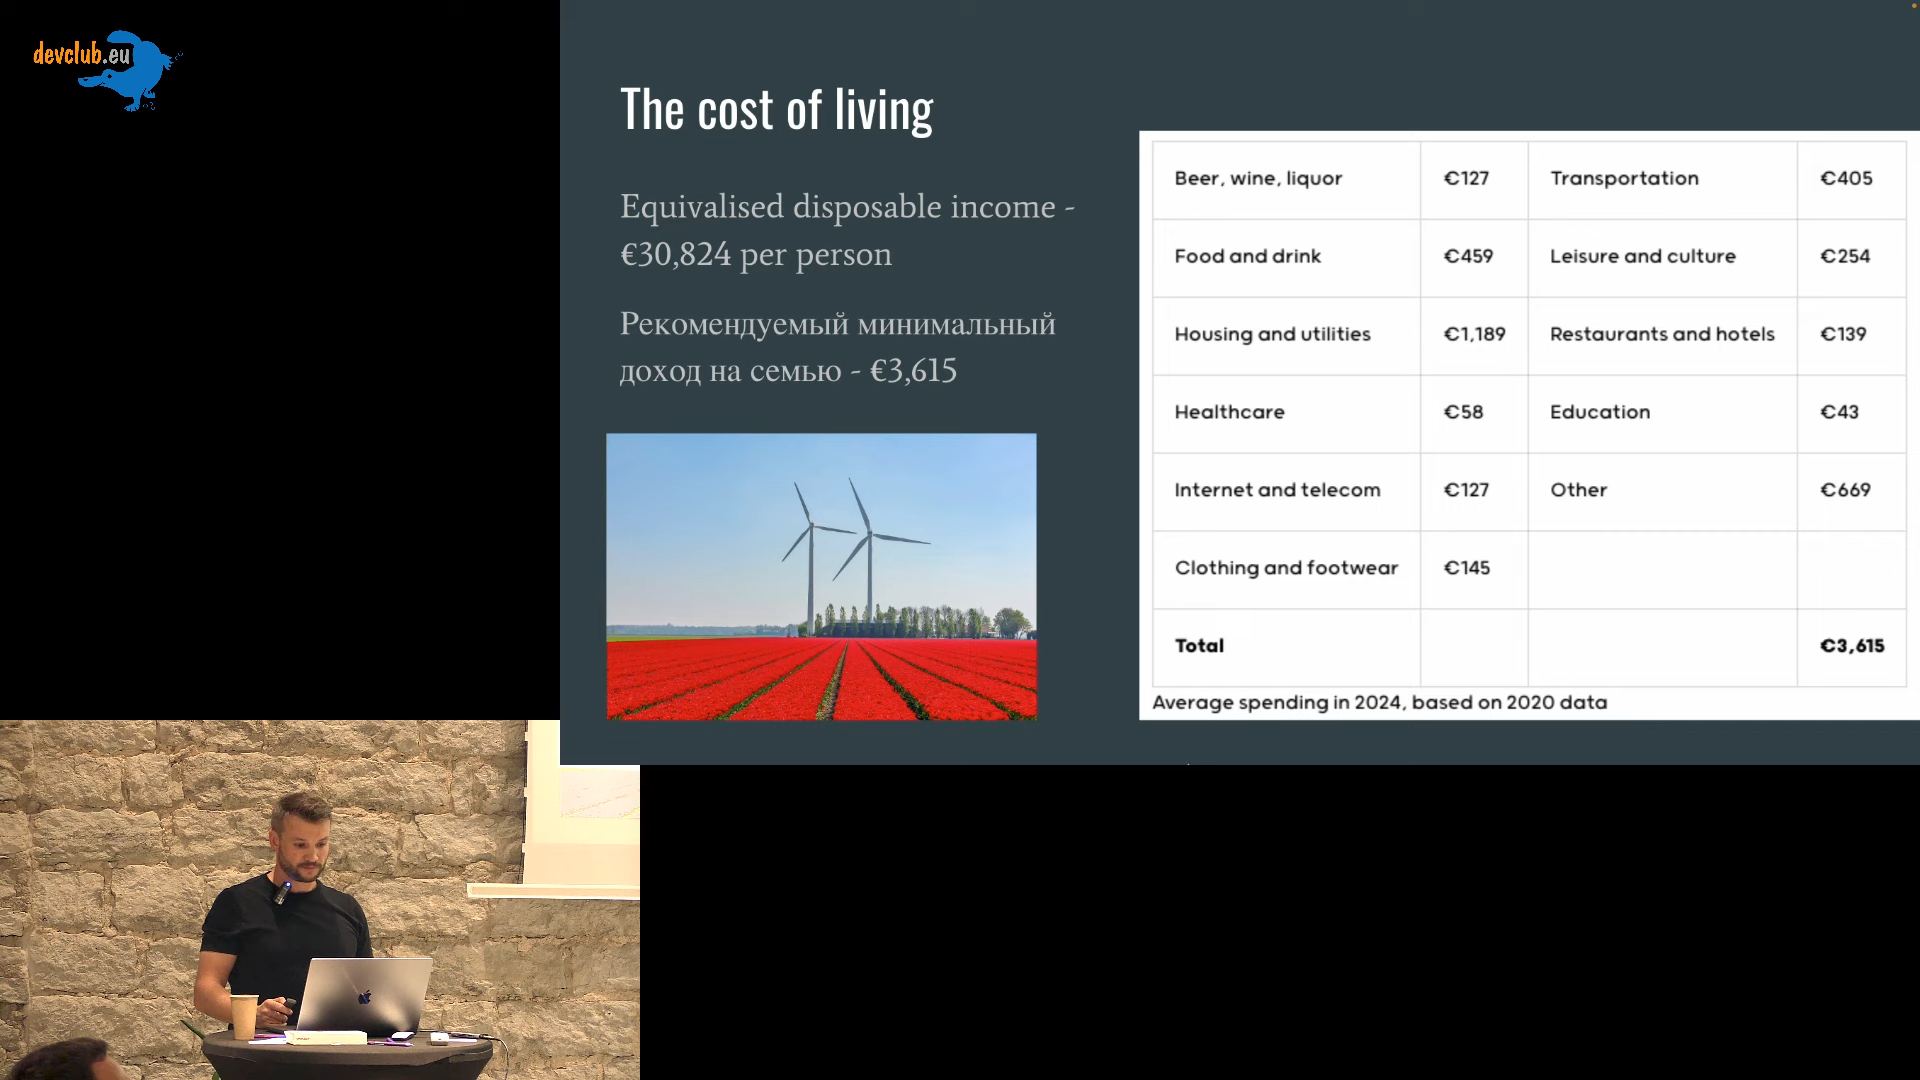 devclub.eu
The cost of living
Equivalised disposable income -
€30,824 per person
Рекомендуемый минимальный
доход на семью - €3,615
Beer, wine, liquor €127 Transportation €405
Food and drink €459 Leisure and culture €254
Housing and utilities €1,189 Restaurants and hotels €139
Healthcare €58 Education €43
Internet and telecom €127 Other €669
Clothing and footwear €145
Total €3,615
Average spending in 2024, based on 2020 data